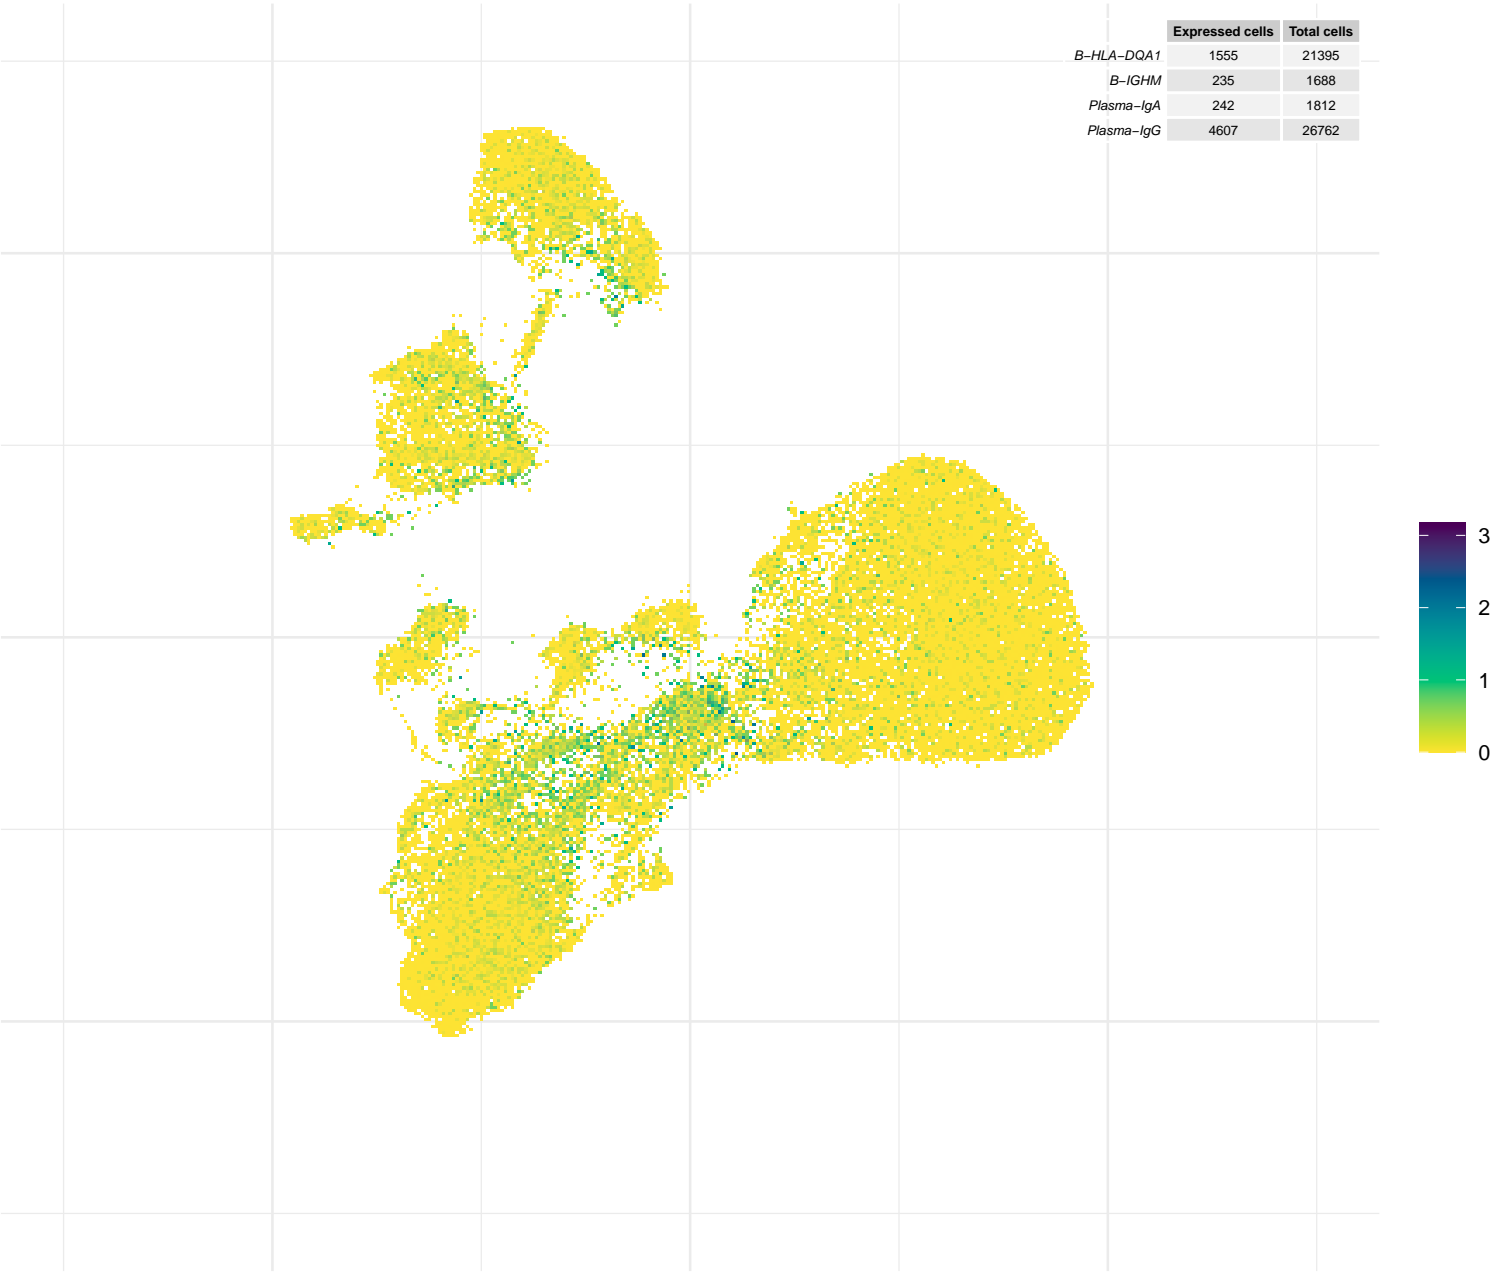 Expressed cells Total cells
B−HLA−DQA1 1555 21395
B−IGHM 235 1688
Plasma−IgA 242 1812
Plasma−IgG 4607 26762
3
2
1
0